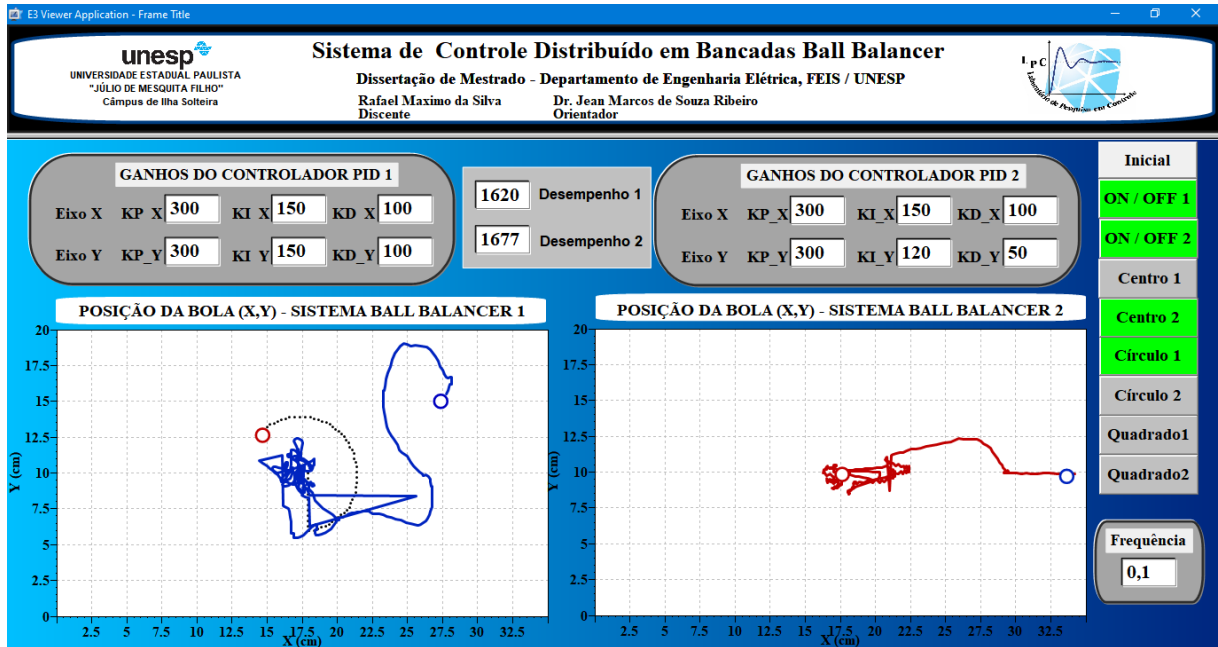 E3 Viewer Application - Frame Title
unesp
UNIVERSIDADE ESTADUAL PAULISTA
"JÚLIO DE MESQUITA FILHO"
Câmpus de Ilha Solteira
Sistema de Controle Distribuído em Bancadas Ball Balancer
Dissertação de Mestrado - Departamento de Engenharia Elétrica, FEIS / UNESP
Rafael Maximo da Silva Dr. Jean Marcos de Souza Ribeiro
Discente Orientador
LPC
Laboratório de Pesquisa em Controle
GANHOS DO CONTROLADOR PID 1
Eixo X KP_X 300 KI_X 150 KD_X 100
Eixo Y KP_Y 300 KI_Y 150 KD_Y 100
1620 Desempenho 1
1677 Desempenho 2
GANHOS DO CONTROLADOR PID 2
Eixo X KP_X 300 KI_X 150 KD_X 100
Eixo Y KP_Y 300 KI_Y 120 KD_Y 50
Inicial
ON / OFF 1
ON / OFF 2
Centro 1
Centro 2
Círculo 1
Círculo 2
Quadrado1
Quadrado2
Frequência
0,1
POSIÇÃO DA BOLA (X,Y) - SISTEMA BALL BALANCER 1
20
17.5
15
12.5
10
7.5
5
2.5
0
Y (cm)
2.5 5 7.5 10 12.5 15 17.5 20 22.5 25 27.5 30 32.5
X (cm)
POSIÇÃO DA BOLA (X,Y) - SISTEMA BALL BALANCER 2
20
17.5
15
12.5
10
7.5
5
2.5
0
Y (cm)
2.5 5 7.5 10 12.5 15 17.5 20 22.5 25 27.5 30 32.5
X (cm)